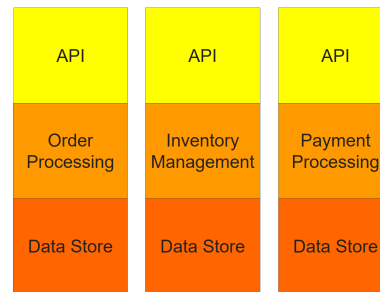 API
API
API
Order
Processing
Inventory
Management
Payment
Processing
Data Store
Data Store
Data Store